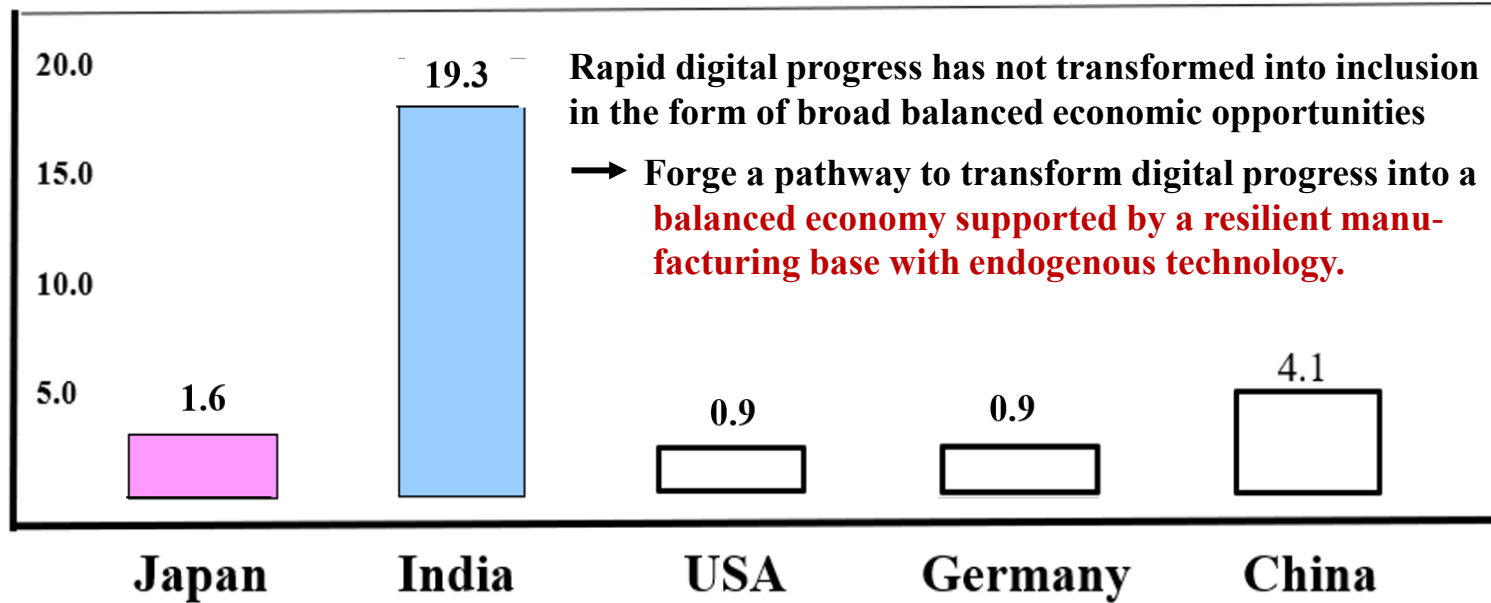 20.0
15.0
10.0
5.0
Rapid digital progress has not transformed into inclusion
in the form of broad balanced economic opportunities
→ Forge a pathway to transform digital progress into a
balanced economy supported by a resilient manu-
facturing base with endogenous technology.
1.6
19.3
0.9
0.9
4.1
Japan
India
USA
Germany
China